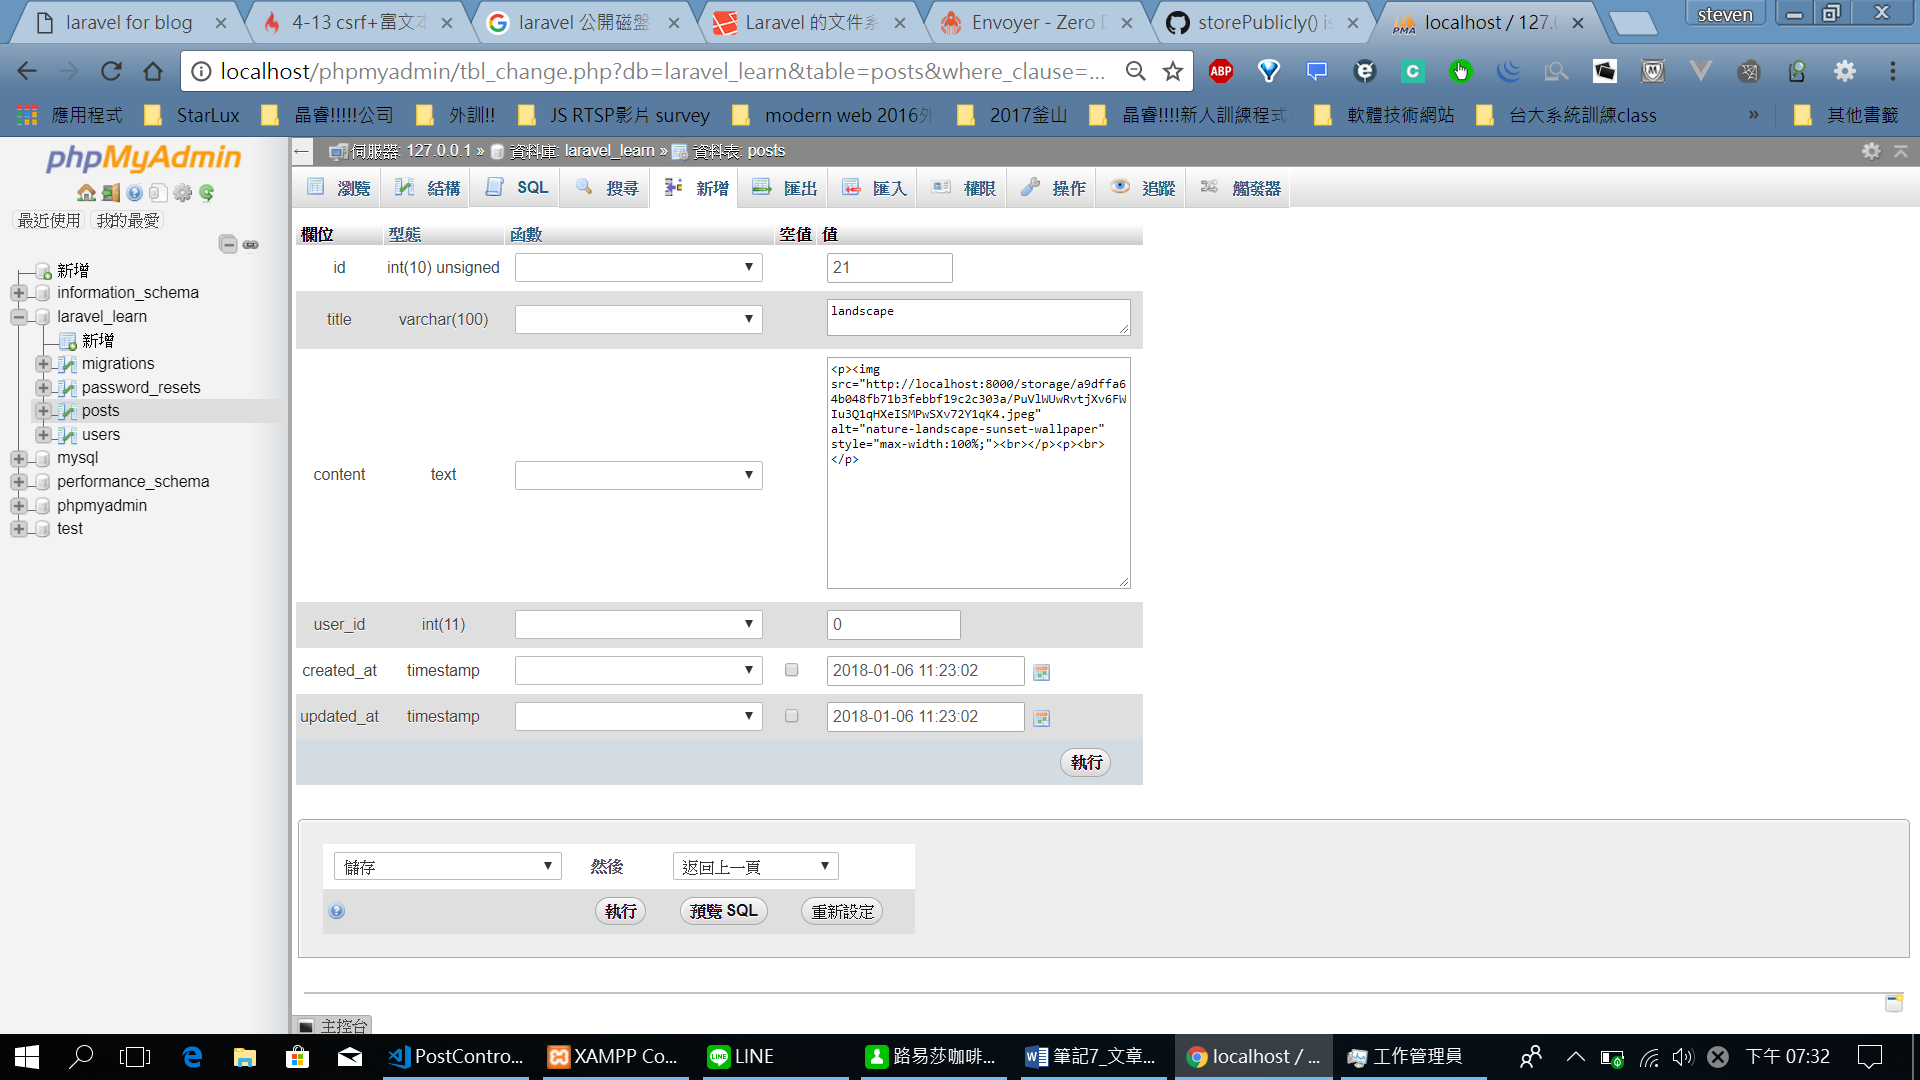 laravel for blog
4-13 csrf+富文本
laravel 公開磁盤
Laravel 的文件系
Envoyer - Zero D
storePublicly() is
localhost / 127.0
steven
localhost/phpmyadmin/tbl_change.php?db=laravel_learn&table=posts&where_clause=...
應用程式
StarLux
晶睿!!!!!公司
外訓!!
JS RTSP影片 survey
modern web 2016外
2017釜山
晶睿!!!!新人訓練程式
軟體技術網站
台大系統訓練class
»
其他書籤
phpMyAdmin
最近使用
我的最愛
新增
information_schema
laravel_learn
新增
migrations
password_resets
posts
users
mysql
performance_schema
phpmyadmin
test
伺服器: 127.0.0.1 » 資料庫: laravel_learn » 資料表: posts
瀏覽
結構
SQL
搜尋
新增
匯出
匯入
權限
操作
追蹤
觸發器
欄位 型態 函數 空值 值
id int(10) unsigned 21
title varchar(100) landscape
content text
<p><img
src="http://localhost:8000/storage/a9dffa6
4b048fb71b3febbf19c2c303a/PuVlWUwRvtjXv6FW
Iu3Q1qHXeISMPwSXv72Y1qK4.jpeg"
alt="nature-landscape-sunset-wallpaper"
style="max-width:100%;"><br></p><p><br>
</p>
user_id int(11) 0
created_at timestamp 2018-01-06 11:23:02
updated_at timestamp 2018-01-06 11:23:02
執行
儲存 然後 返回上一頁
執行 預覽 SQL 重新設定
主控台
PostContro...
XAMPP Co...
LINE
路易莎咖啡...
筆記7_文章...
localhost / ...
工作管理員
下午 07:32